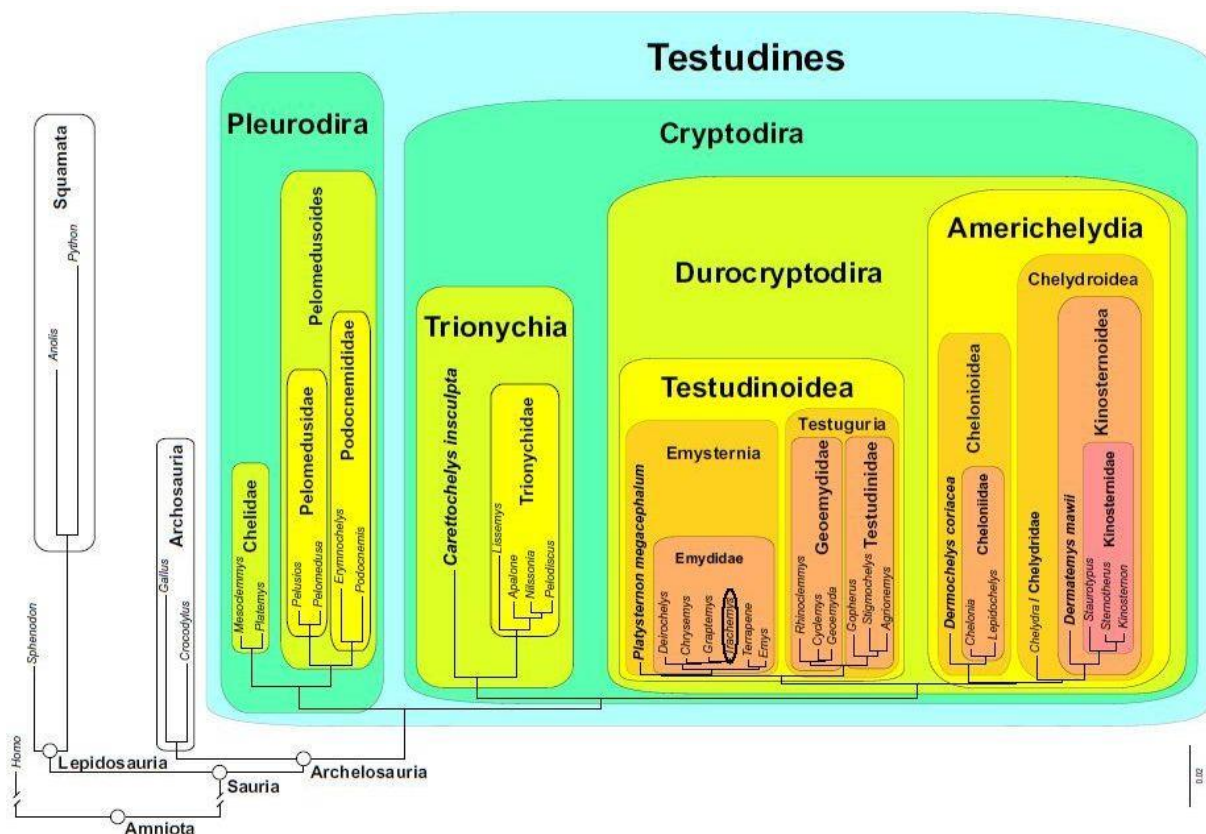 Testudines
Pleurodira
Cryptodira
Squamata
Python
Anolis
Pelomedusoides
Americhelydia
Durocryptodira
Chelydroidea
Trionychia
Podocnemididae
Pelomedusidae
Carettochelys insculpta
Trionychidae
Testudinoidea
Chelonioidea
Kinosternoidea
Emysternia
Testuguria
Archosauria
Gallus
Crocodylus
Chelidae
Mesoclemmys
Platemys
Pelusios
Pelomedusa
Erymnochelys
Podocnemis
Lissemys
Apalone
Nilssonia
Pelodiscus
Platysternon megacephalum
Emydidae
Deirochelys
Chrysemys
Graptemys
Trachemys
Terrapene
Emys
Geoemydidae
Testudinidae
Rhinoclemmys
Cyclemys
Geoemyda
Gopherus
Stigmochelys
Agrionemys
Dermochelys coriacea
Cheloniidae
Chelonia
Lepidochelys
Chelydra / Chelydridae
Dermatemys mawii
Kinosternidae
Staurotypus
Sternotherus
Kinosternon
Sphenodon
Homo
Lepidosauria
Archelosauria
Sauria
Amniota
0.02